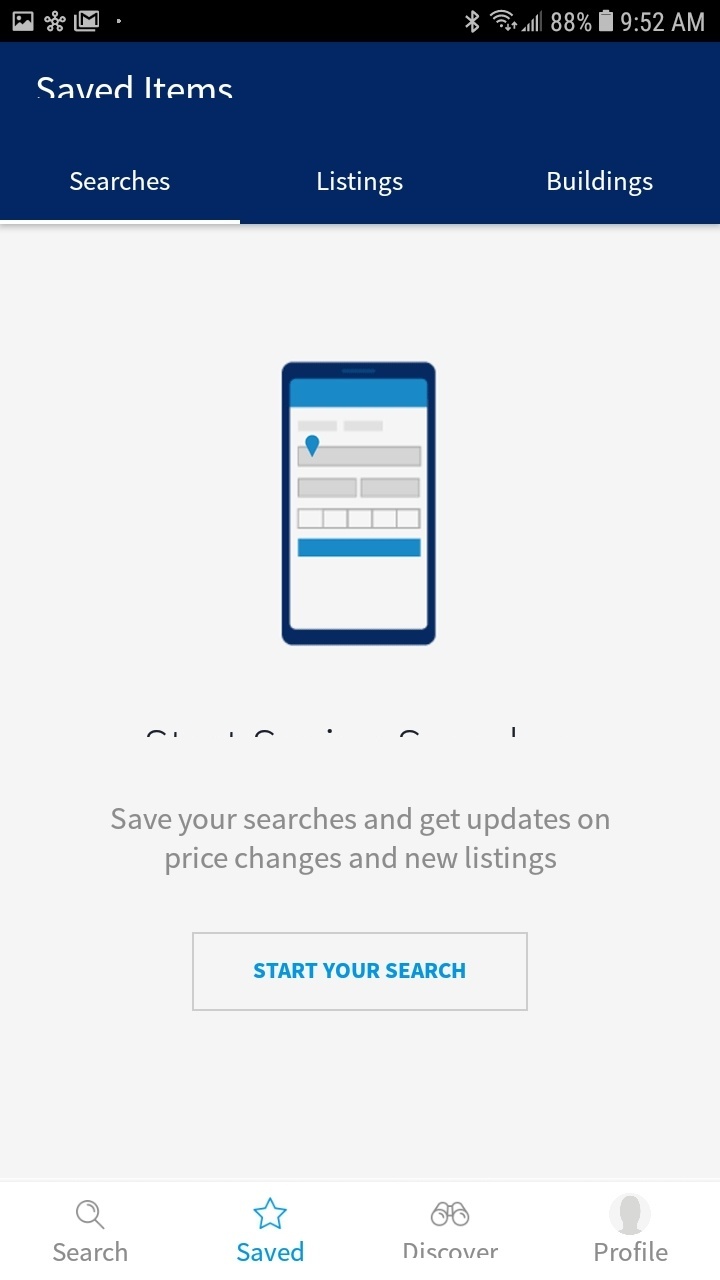 88% 9:52 AM
Saved Items
Searches Listings Buildings
Save your searches and get updates on
price changes and new listings
START YOUR SEARCH
Search Saved Discover Profile